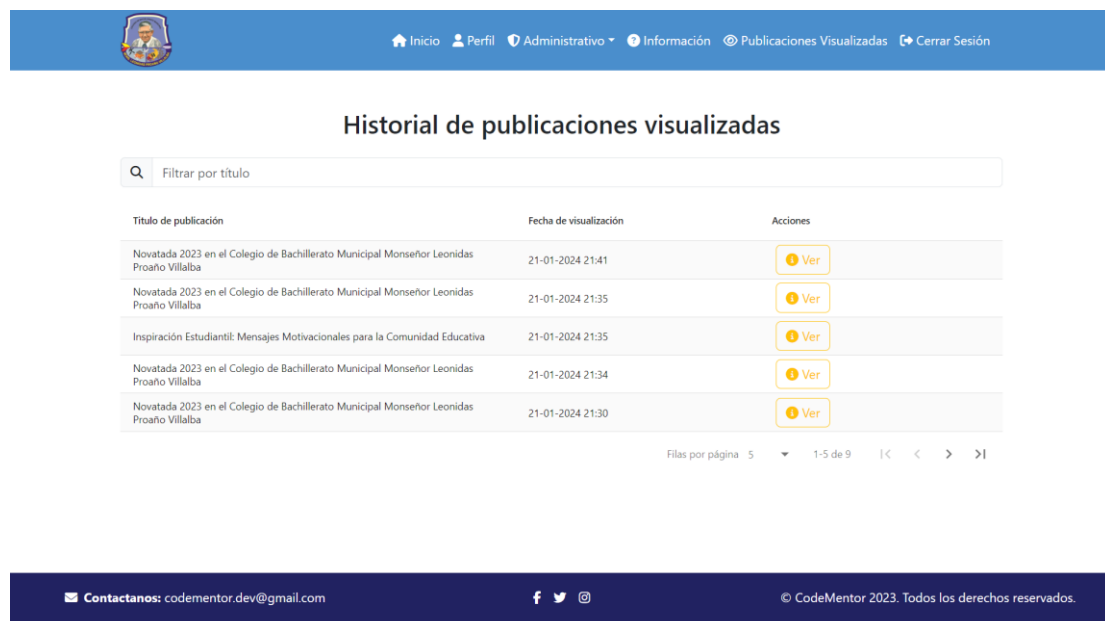 Inicio Perfil Administrativo Información Publicaciones Visualizadas Cerrar Sesión
Historial de publicaciones visualizadas
Filtrar por título
Título de publicación Fecha de visualización Acciones
Novatada 2023 en el Colegio de Bachillerato Municipal Monseñor Leonidas
Proaño Villalba 21-01-2024 21:41 Ver
Novatada 2023 en el Colegio de Bachillerato Municipal Monseñor Leonidas
Proaño Villalba 21-01-2024 21:35 Ver
Inspiración Estudiantil: Mensajes Motivacionales para la Comunidad Educativa 21-01-2024 21:35 Ver
Novatada 2023 en el Colegio de Bachillerato Municipal Monseñor Leonidas
Proaño Villalba 21-01-2024 21:34 Ver
Novatada 2023 en el Colegio de Bachillerato Municipal Monseñor Leonidas
Proaño Villalba 21-01-2024 21:30 Ver
Filas por página 5 1-5 de 9
Contactanos: codementor.dev@gmail.com © CodeMentor 2023. Todos los derechos reservados.